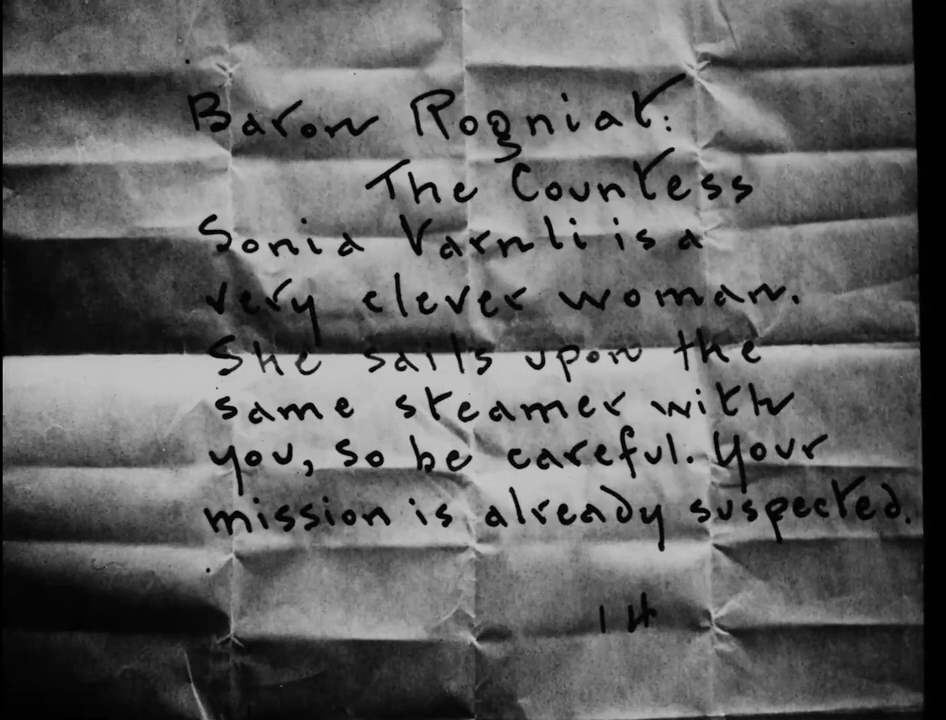 Baron Rogniat:
The Countess
Sonia Varnli is a
very clever woman.
She sails upon the
same steamer with
you, so be careful. Your
mission is already suspected.
14